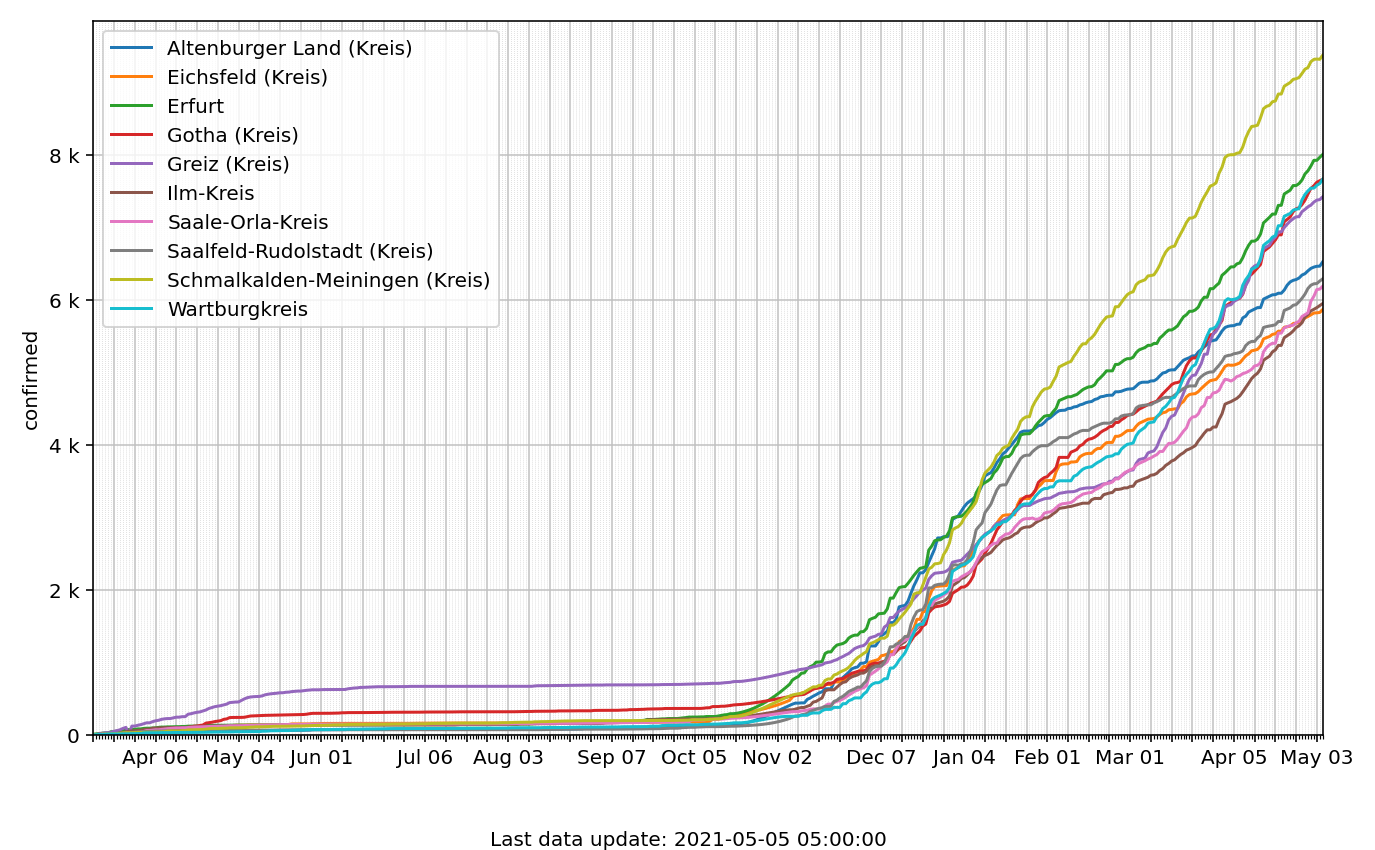 Altenburger Land (Kreis)
Eichsfeld (Kreis)
Erfurt
Gotha (Kreis)
Greiz (Kreis)
Ilm-Kreis
Saale-Orla-Kreis
Saalfeld-Rudolstadt (Kreis)
Schmalkalden-Meiningen (Kreis)
Wartburgkreis
8 k
6 k
4 k
2 k
0
confirmed
Apr 06 May 04 Jun 01 Jul 06 Aug 03 Sep 07 Oct 05 Nov 02 Dec 07 Jan 04 Feb 01 Mar 01 Apr 05 May 03
Last data update: 2021-05-05 05:00:00